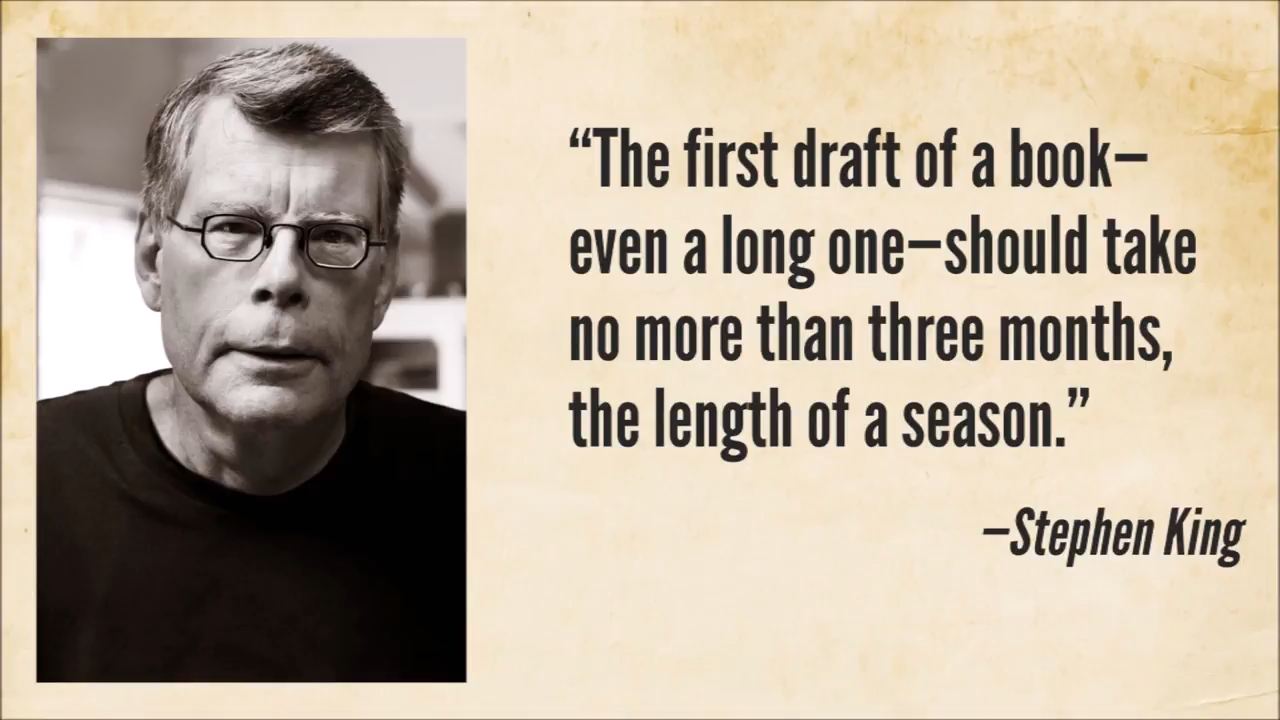 “The first draft of a book—
even a long one—should take
no more than three months,
the length of a season.”
—Stephen King